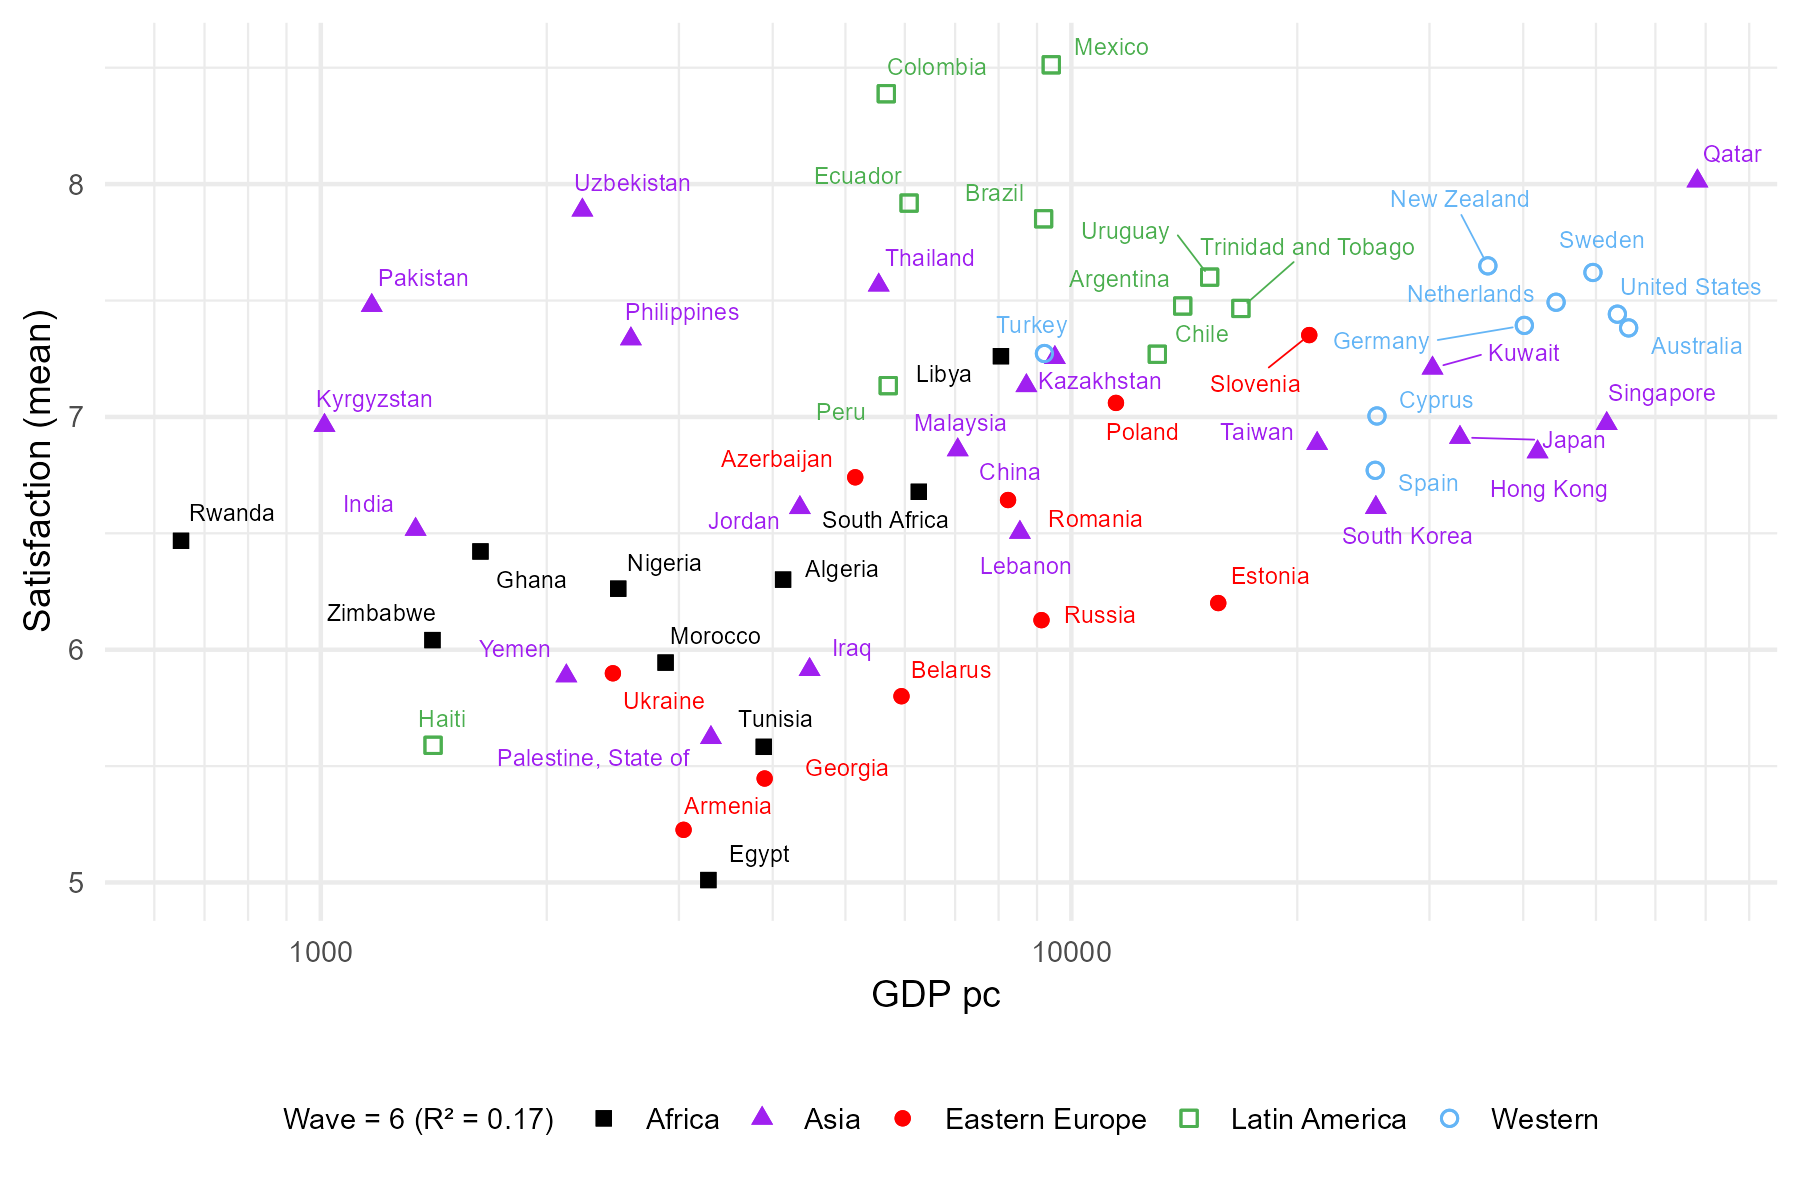 Mexico
Colombia
Qatar
Ecuador
Uzbekistan
Brazil
8
New Zealand
Uruguay
Sweden
Trinidad and Tobago
Thailand
Pakistan
Argentina
United States
Netherlands
Philippines
Turkey
Chile
Germany
Australia
Kuwait
Libya
Kazakhstan
Slovenia
Singapore
Kyrgyzstan
Cyprus
Peru
7
Malaysia
Poland
Taiwan
Japan
Azerbaijan
China
Spain
Hong Kong
India
Rwanda
Jordan
South Africa
Romania
South Korea
Satisfaction (mean)
Nigeria
Lebanon
Algeria
Ghana
Estonia
Zimbabwe
Russia
Morocco
Yemen
Iraq
6
Belarus
Ukraine
Haiti
Tunisia
Palestine, State of
Georgia
Armenia
Egypt
5
1000
10000
GDP pc
Wave = 6 (R² = 0.17) Africa Asia Eastern Europe Latin America Western